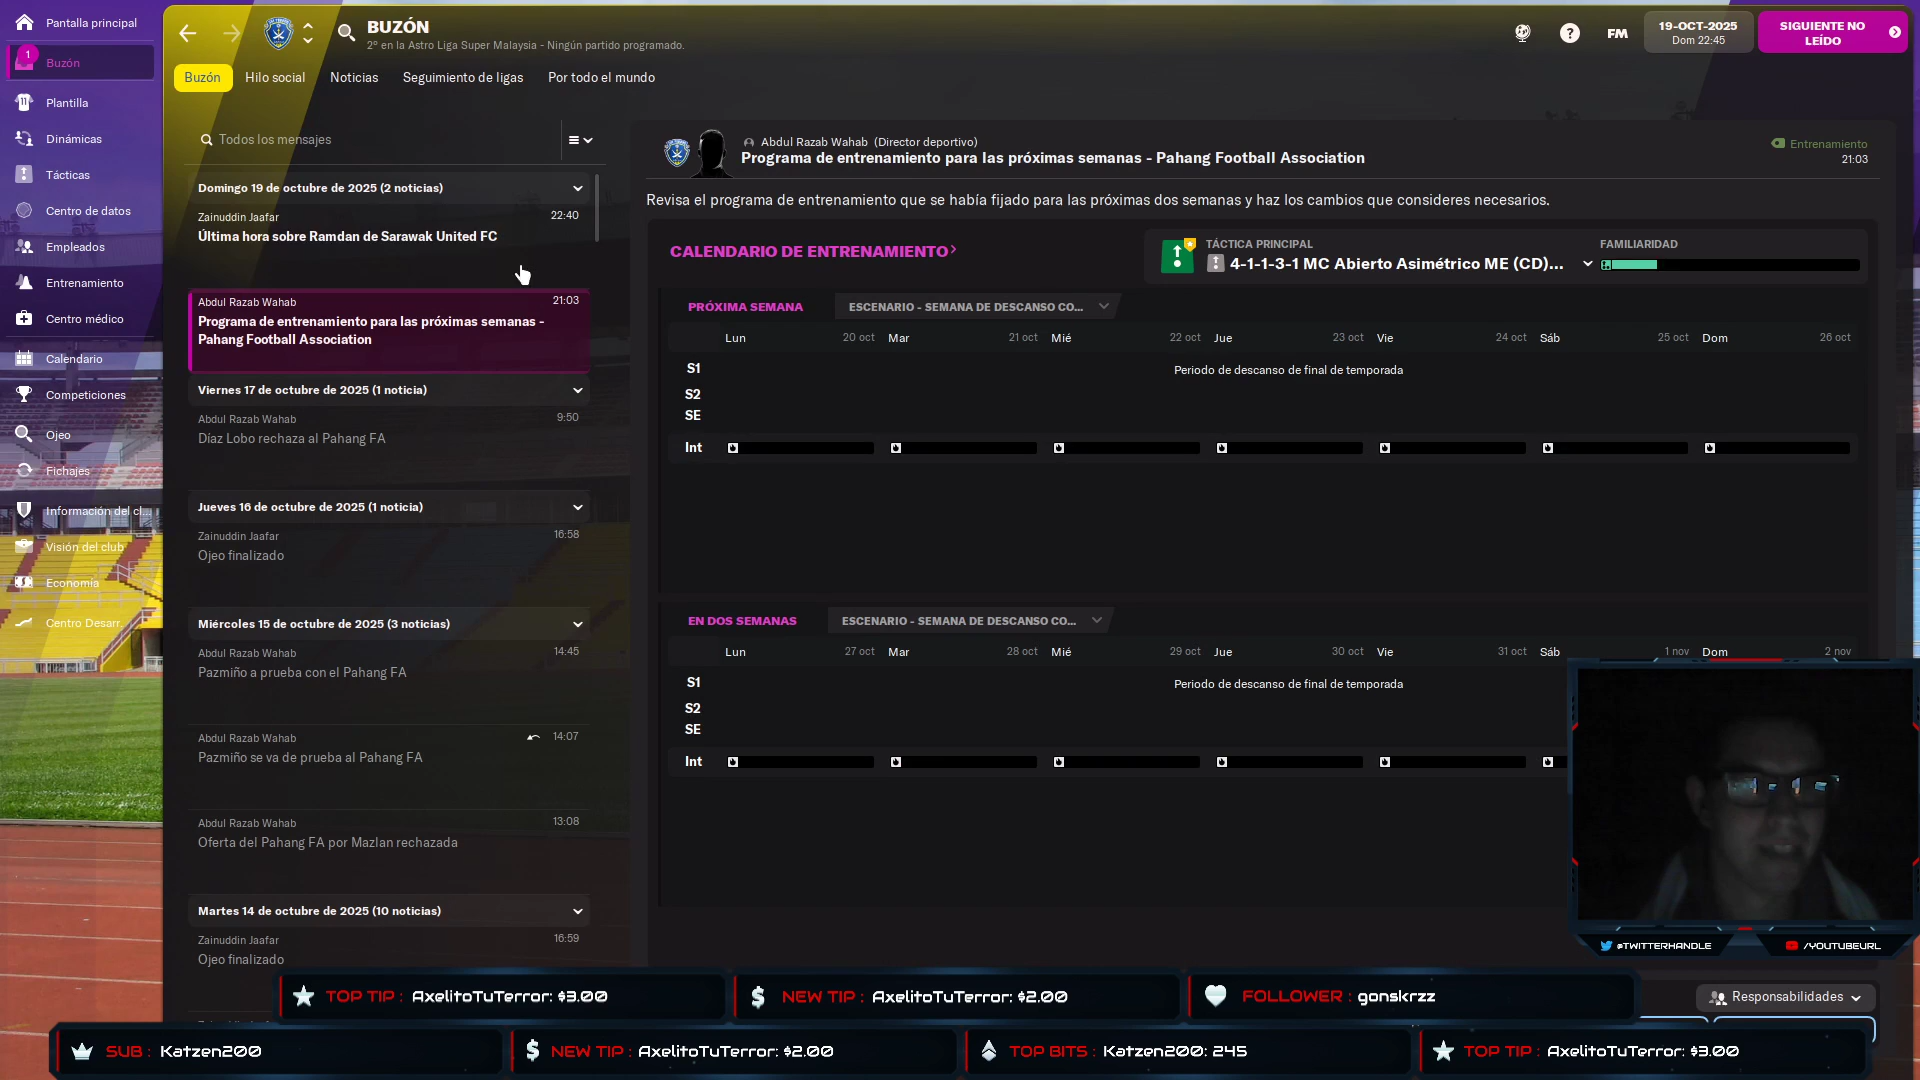 Pantalla principal
1
Buzón
Plantilla
Dinámicas
Tácticas
Centro de datos
Empleados
Entrenamiento
Centro médico
Calendario
Competiciones
Ojeo
Fichajes
Información del cl...
Visión del club
Economía
Centro Desarr.
BUZÓN
2º en la Astro Liga Super Malaysia - Ningún partido programado.
FM
19-OCT-2025
Dom 22:45
SIGUIENTE NO LEÍDO
Buzón
Hilo social
Noticias
Seguimiento de ligas
Por todo el mundo
Todos los mensajes
Domingo 19 de octubre de 2025 (2 noticias)
Zainuddin Jaafar 22:40
Última hora sobre Ramdan de Sarawak United FC
Abdul Razab Wahab 21:03
Programa de entrenamiento para las próximas semanas -
Pahang Football Association
Viernes 17 de octubre de 2025 (1 noticia)
Abdul Razab Wahab 9:50
Díaz Lobo rechaza al Pahang FA
Jueves 16 de octubre de 2025 (1 noticia)
Zainuddin Jaafar 16:58
Ojeo finalizado
Miércoles 15 de octubre de 2025 (3 noticias)
Abdul Razab Wahab 14:45
Pazmiño a prueba con el Pahang FA
Abdul Razab Wahab 14:07
Pazmiño se va de prueba al Pahang FA
Abdul Razab Wahab 13:08
Oferta del Pahang FA por Mazlan rechazada
Martes 14 de octubre de 2025 (10 noticias)
Zainuddin Jaafar 16:59
Ojeo finalizado
Abdul Razab Wahab (Director deportivo)
Programa de entrenamiento para las próximas semanas - Pahang Football Association
Entrenamiento
21:03
Revisa el programa de entrenamiento que se había fijado para las próximas dos semanas y haz los cambios que consideres necesarios.
CALENDARIO DE ENTRENAMIENTO
TÁCTICA PRINCIPAL
4-1-1-3-1 MC Abierto Asimétrico ME (CD)...
FAMILIARIDAD
PRÓXIMA SEMANA
ESCENARIO - SEMANA DE DESCANSO CO...
Lun 20 oct Mar 21 oct Mié 22 oct Jue 23 oct Vie 24 oct Sáb 25 oct Dom 26 oct
S1
Periodo de descanso de final de temporada
S2
SE
Int
EN DOS SEMANAS
ESCENARIO - SEMANA DE DESCANSO CO...
Lun 27 oct Mar 28 oct Mié 29 oct Jue 30 oct Vie 31 oct Sáb 1 nov Dom 2 nov
S1
Periodo de descanso de final de temporada
S2
SE
Int
@TWITTERHANDLE
/YOUTUBEURL
Responsabilidades
TOP TIP : AxelitoTuTerror: $3.00
NEW TIP : AxelitoTuTerror: $2.00
FOLLOWER : gonskrzz
SUB : Katzen200
NEW TIP : AxelitoTuTerror: $2.00
TOP BITS : Katzen200: 245
TOP TIP : AxelitoTuTerror: $3.00